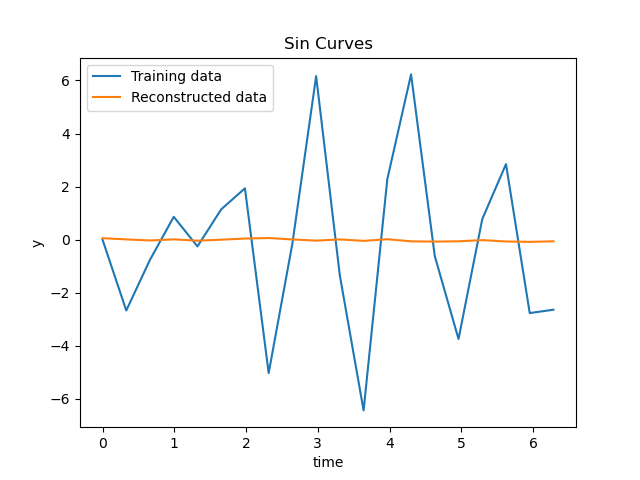 Sin Curves
Training data
Reconstructed data
6
4
2
0
−2
−4
−6
y
0 1 2 3 4 5 6
time